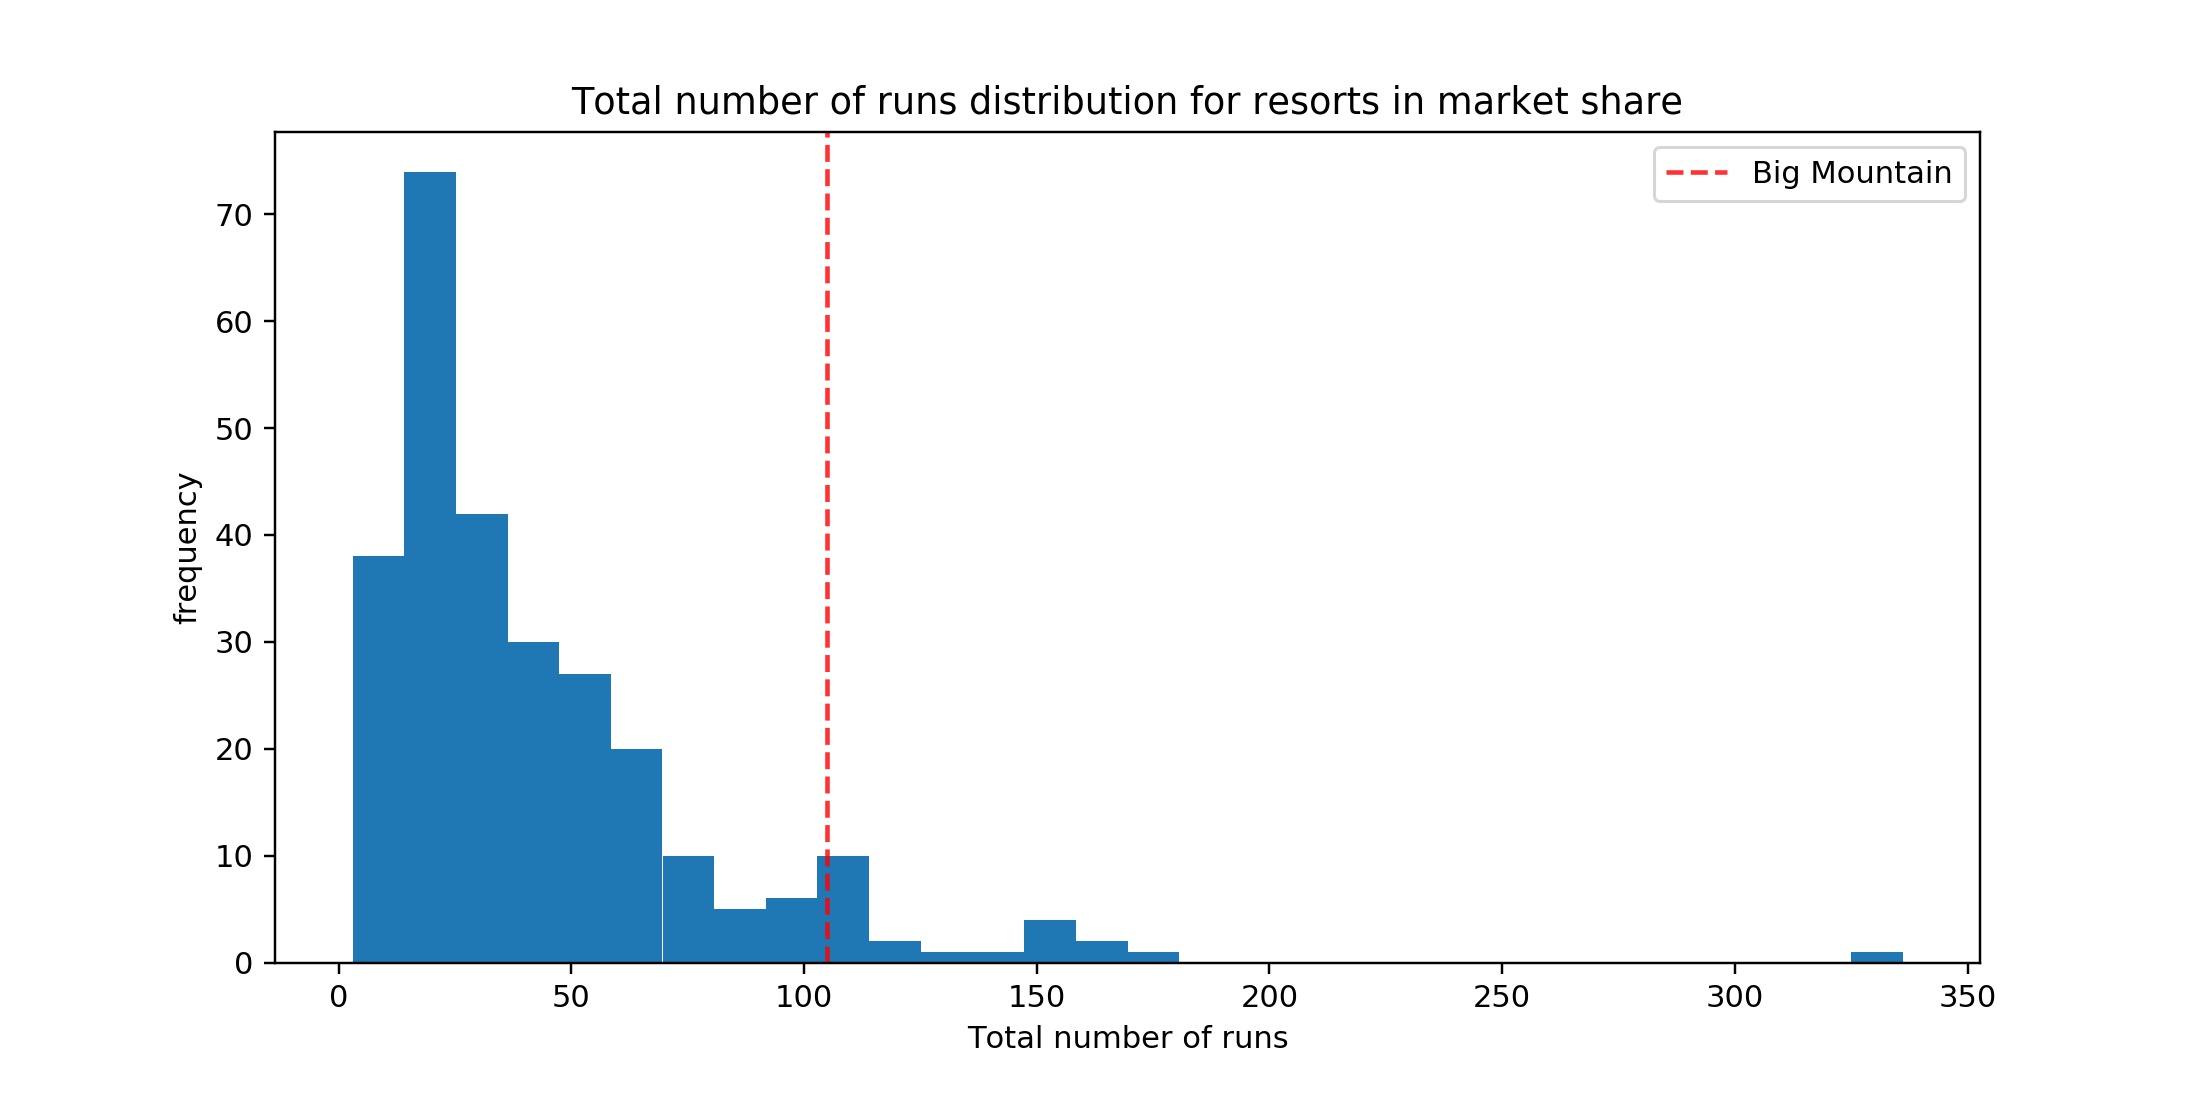 Total number of runs distribution for resorts in market share
Big Mountain
frequency
70
60
50
40
30
20
10
0
0 50 100 150 200 250 300 350
Total number of runs